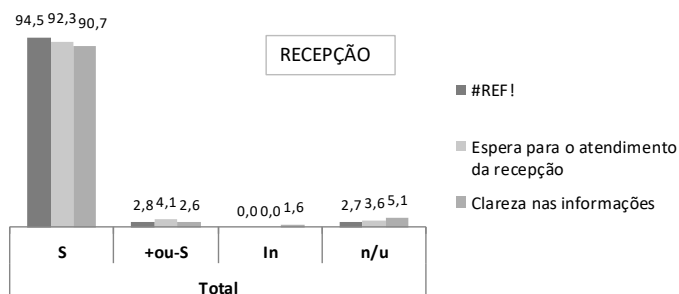 94,5 92,3 90,7
RECEPÇÃO
#REF!
Espera para o atendimento
da recepção
Clareza nas informações
2,8 4,1 2,6
0,0 0,0 1,6
2,7 3,6 5,1
S +ou-S In n/u
Total